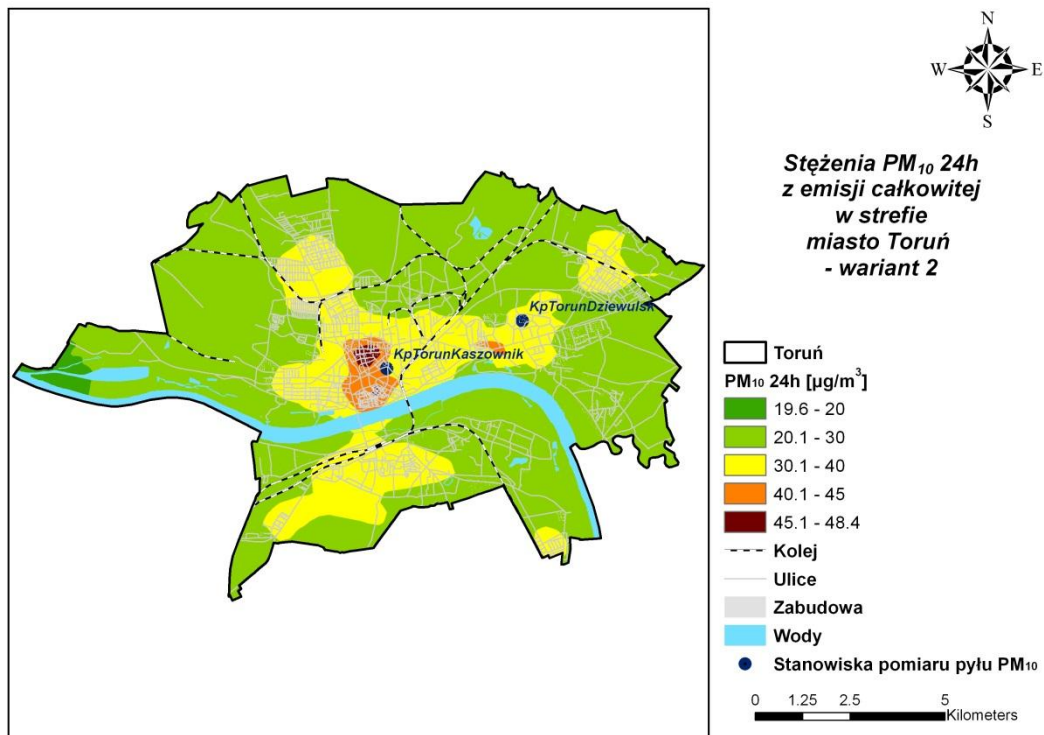 N
W E
S
Stężenia PM₁₀ 24h
z emisji całkowitej
w strefie
miasto Toruń
- wariant 2
KpTorunDziewulsk
KpTorunKaszownik
Toruń
PM₁₀ 24h [µg/m³]
19.6 - 20
20.1 - 30
30.1 - 40
40.1 - 45
45.1 - 48.4
Kolej
Ulice
Zabudowa
Wody
Stanowiska pomiaru pyłu PM₁₀
0 1.25 2.5 5
Kilometers